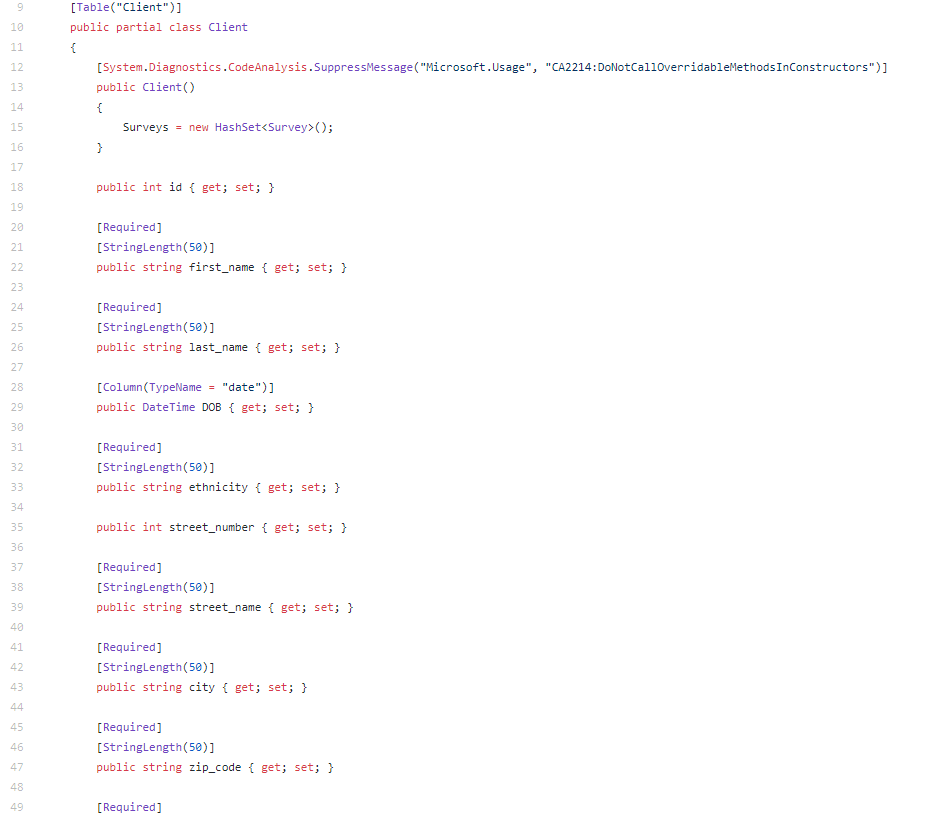 9 [Table("Client")]
10 public partial class Client
11 {
12 [System.Diagnostics.CodeAnalysis.SuppressMessage("Microsoft.Usage", "CA2214:DoNotCallOverridableMethodsInConstructors")]
13 public Client()
14 {
15 Surveys = new HashSet<Survey>();
16 }
17
18 public int id { get; set; }
19
20 [Required]
21 [StringLength(50)]
22 public string first_name { get; set; }
23
24 [Required]
25 [StringLength(50)]
26 public string last_name { get; set; }
27
28 [Column(TypeName = "date")]
29 public DateTime DOB { get; set; }
30
31 [Required]
32 [StringLength(50)]
33 public string ethnicity { get; set; }
34
35 public int street_number { get; set; }
36
37 [Required]
38 [StringLength(50)]
39 public string street_name { get; set; }
40
41 [Required]
42 [StringLength(50)]
43 public string city { get; set; }
44
45 [Required]
46 [StringLength(50)]
47 public string zip_code { get; set; }
48
49 [Required]